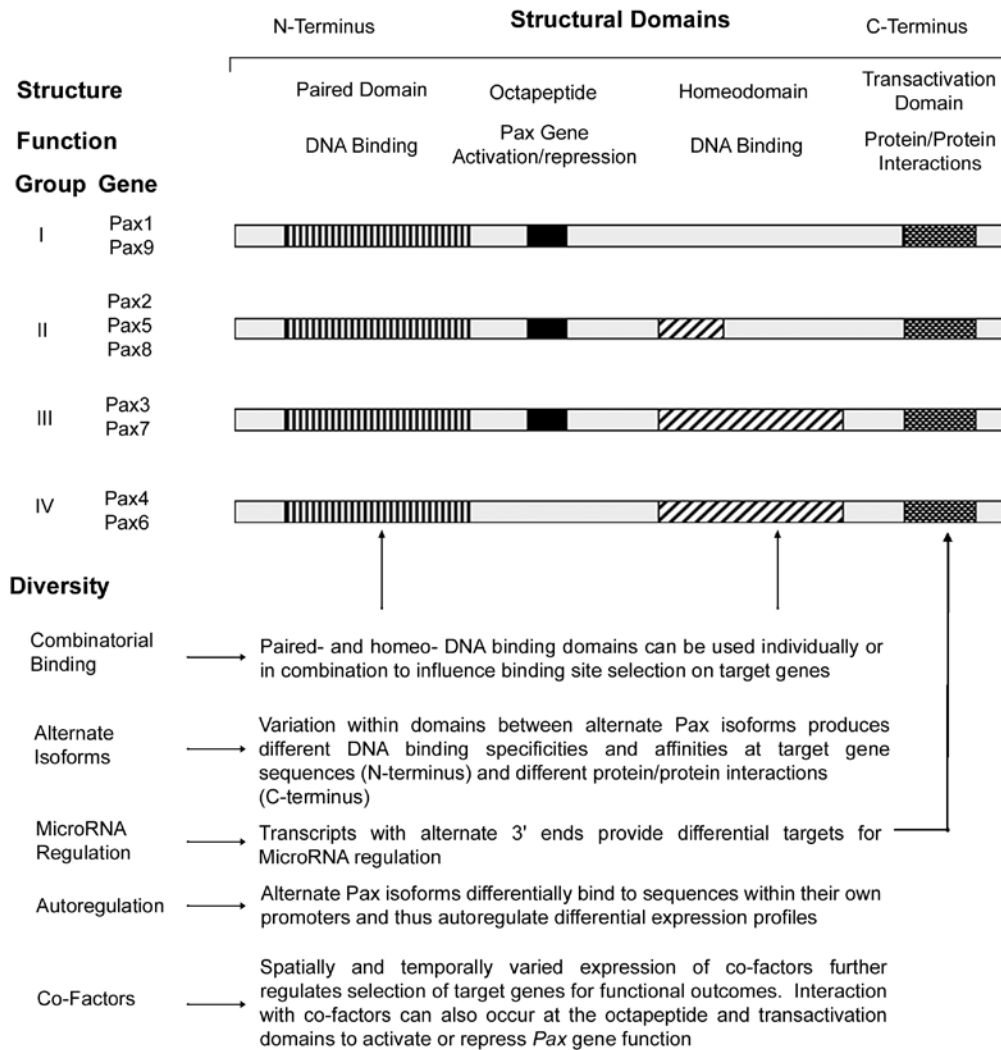 Structural Domains
N-Terminus
C-Terminus
Structure
Paired Domain
Octapeptide
Homeodomain
Transactivation
Domain
Function
DNA Binding
Pax Gene
Activation/repression
DNA Binding
Protein/Protein
Interactions
Group Gene
I
Pax1
Pax9
II
Pax2
Pax5
Pax8
III
Pax3
Pax7
IV
Pax4
Pax6
Diversity
Combinatorial
Binding
Paired- and homeo- DNA binding domains can be used individually or
in combination to influence binding site selection on target genes
Alternate
Isoforms
Variation within domains between alternate Pax isoforms produces
different DNA binding specificities and affinities at target gene
sequences (N-terminus) and different protein/protein interactions
(C-terminus)
MicroRNA
Regulation
Transcripts with alternate 3' ends provide differential targets for
MicroRNA regulation
Autoregulation
Alternate Pax isoforms differentially bind to sequences within their own
promoters and thus autoregulate differential expression profiles
Co-Factors
Spatially and temporally varied expression of co-factors further
regulates selection of target genes for functional outcomes. Interaction
with co-factors can also occur at the octapeptide and transactivation
domains to activate or repress Pax gene function